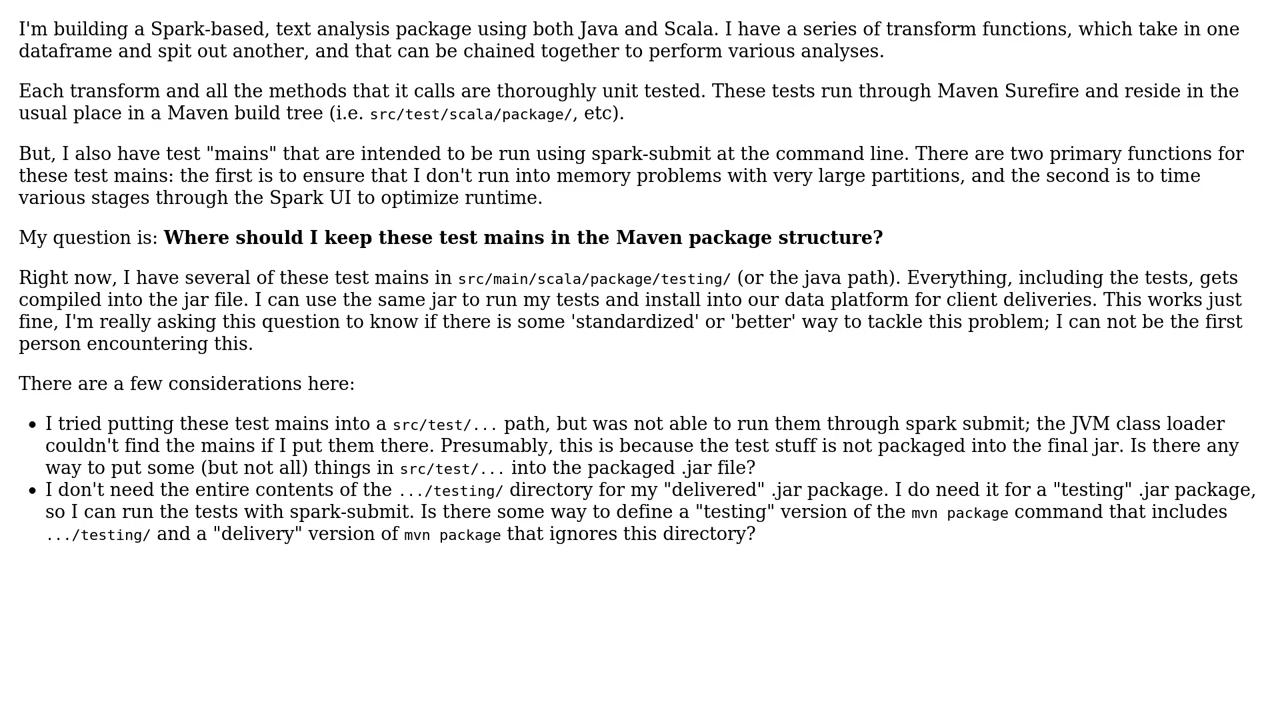 I'm building a Spark-based, text analysis package using both Java and Scala. I have a series of transform functions, which take in one
dataframe and spit out another, and that can be chained together to perform various analyses.
Each transform and all the methods that it calls are thoroughly unit tested. These tests run through Maven Surefire and reside in the
usual place in a Maven build tree (i.e. src/test/scala/package/, etc).
But, I also have test "mains" that are intended to be run using spark-submit at the command line. There are two primary functions for
these test mains: the first is to ensure that I don't run into memory problems with very large partitions, and the second is to time
various stages through the Spark UI to optimize runtime.
My question is: Where should I keep these test mains in the Maven package structure?
Right now, I have several of these test mains in src/main/scala/package/testing/ (or the java path). Everything, including the tests, gets
compiled into the jar file. I can use the same jar to run my tests and install into our data platform for client deliveries. This works just
fine, I'm really asking this question to know if there is some 'standardized' or 'better' way to tackle this problem; I can not be the first
person encountering this.
There are a few considerations here:
• I tried putting these test mains into a src/test/... path, but was not able to run them through spark submit; the JVM class loader
couldn't find the mains if I put them there. Presumably, this is because the test stuff is not packaged into the final jar. Is there any
way to put some (but not all) things in src/test/... into the packaged .jar file?
• I don't need the entire contents of the .../testing/ directory for my "delivered" .jar package. I do need it for a "testing" .jar package,
so I can run the tests with spark-submit. Is there some way to define a "testing" version of the mvn package command that includes
.../testing/ and a "delivery" version of mvn package that ignores this directory?